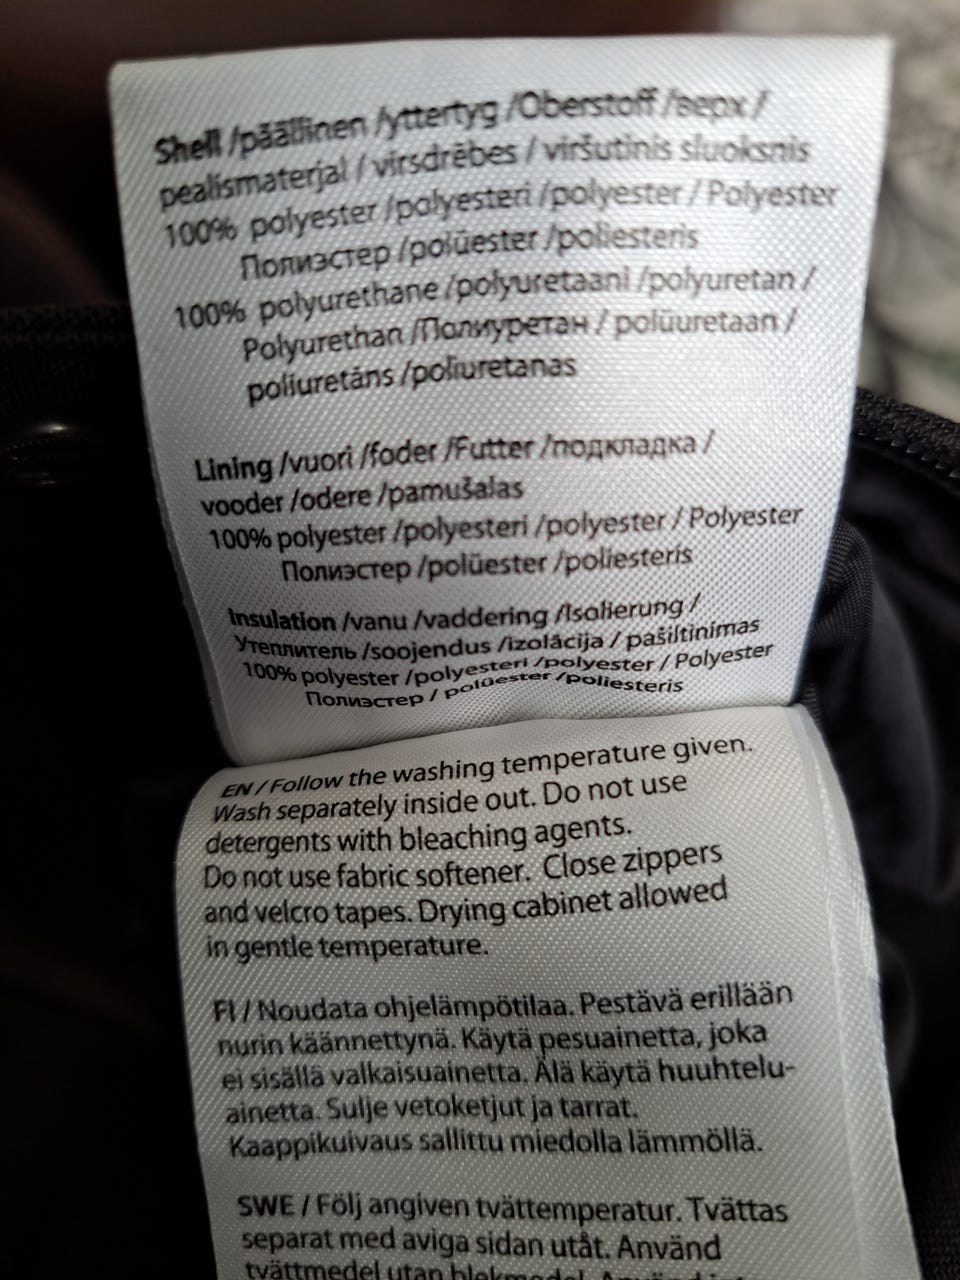 Shell /päällinen /yttertyg /Oberstoff /верх /
pealismaterjal / virsdrēbes / viršutinis sluoksnis
100% polyester /polyesteri /polyester / Polyester
Полиэстер /polüester /poliesteris
100% polyurethane /polyuretaani /polyuretan /
Polyurethan /Полиуретан / polüuretaan /
poliuretāns /poliuretanas
Lining /vuori /foder /Futter /подкладка /
vooder /odere /pamušalas
100% polyester /polyesteri /polyester / Polyester
Полиэстер /polüester /poliesteris
Insulation /vanu /vaddering /Isolierung /
Утеплитель /soojendus /izolācija / pašiltinimas
100% polyester /polyesteri /polyester / Polyester
Полиэстер / polüester /poliesteris
EN / Follow the washing temperature given.
Wash separately inside out. Do not use
detergents with bleaching agents.
Do not use fabric softener. Close zippers
and velcro tapes. Drying cabinet allowed
in gentle temperature.
FI / Noudata ohjelämpötilaa. Pestävä erillään
nurin käännettynä. Käytä pesuainetta, joka
ei sisällä valkaisuainetta. Älä käytä huuhtelu-
ainetta. Sulje vetoketjut ja tarrat.
Kaappikuivaus sallittu miedolla lämmöllä.
SWE / Följ angiven tvättemperatur. Tvättas
separat med aviga sidan utåt. Använd
tvättmedel utan blekmedel. Använd